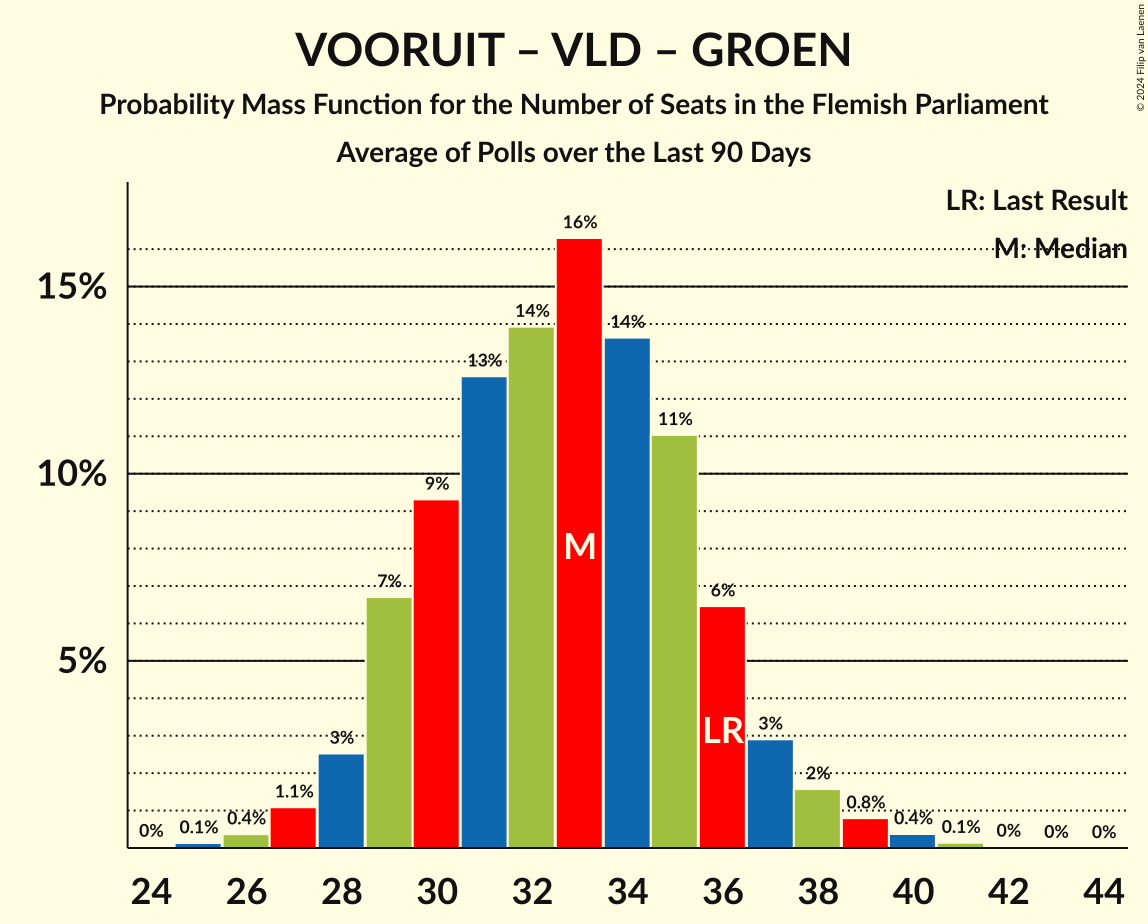 VOORUIT – VLD – GROEN
Probability Mass Function for the Number of Seats in the Flemish Parliament
Average of Polls over the Last 90 Days
© 2024 Filip van Laenen
LR: Last Result
M: Median
15%
10%
5%
0%
0.1%
0.4%
1.1%
3%
7%
9%
13%
14%
16%
14%
11%
6%
3%
2%
0.8%
0.4%
0.1%
0%
0%
0%
M
LR
24 26 28 30 32 34 36 38 40 42 44